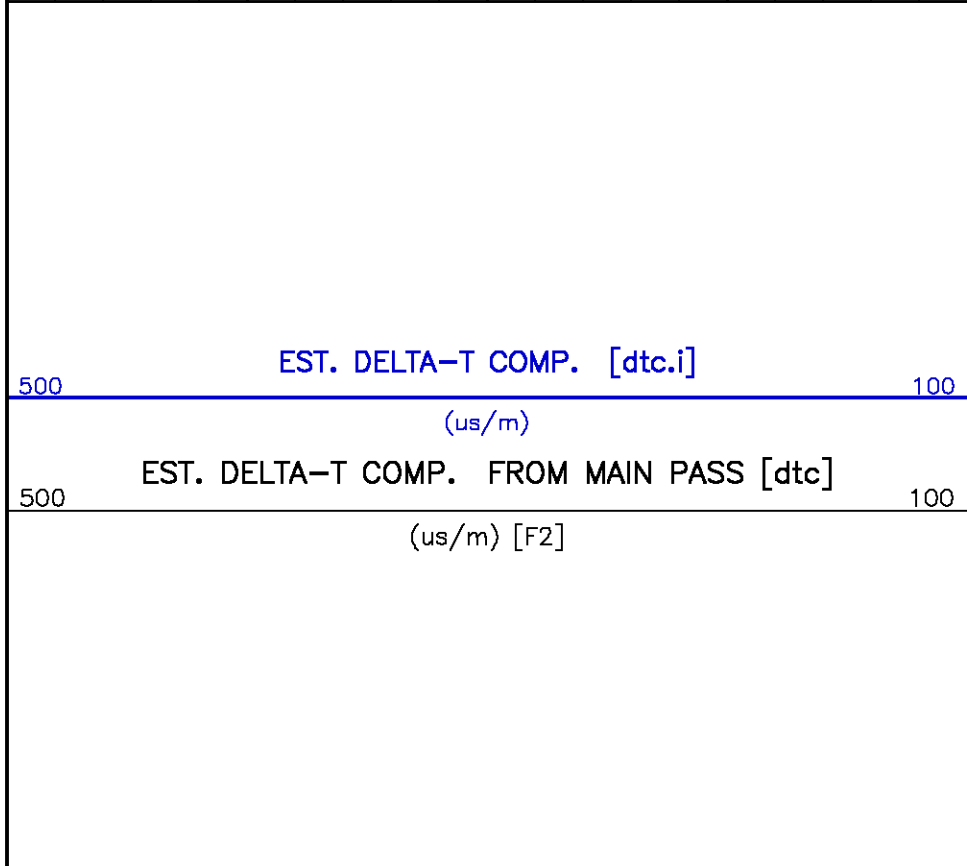 EST. DELTA-T COMP. [dtc.i]
500 100
(us/m)
EST. DELTA-T COMP. FROM MAIN PASS [dtc]
500 100
(us/m) [F2]